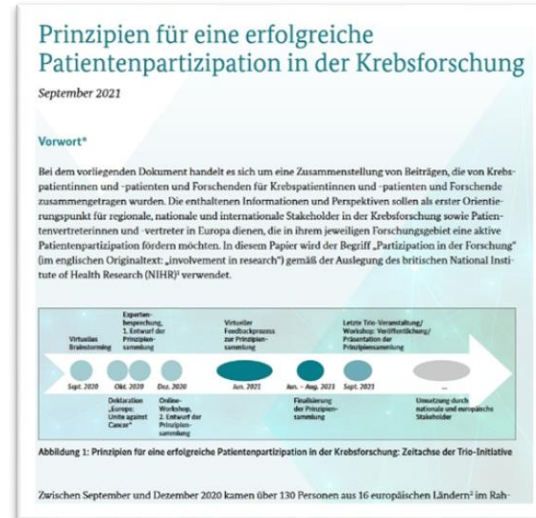 Prinzipien für eine erfolgreiche
Patientenpartizipation in der Krebsforschung
September 2021
Vorwort*
Bei dem vorliegenden Dokument handelt es sich um eine Zusammenstellung von Beiträgen, die von Krebs-
patientinnen und -patienten und Forschenden für Krebspatientinnen und -patienten und Forschende
zusammengetragen wurden. Die enthaltenen Informationen und Perspektiven sollen als erster Orientie-
rungspunkt für regionale, nationale und internationale Stakeholder in der Krebsforschung sowie Patien-
tenvertreterinnen und -vertreter in Europa dienen, die in ihrem jeweiligen Forschungsgebiet eine aktive
Patientenpartizipation fördern möchten. In diesem Papier wird der Begriff „Partizipation in der Forschung“
(im englischen Originaltext: „involvement in research“) gemäß der Auslegung des britischen National Insti-
tute of Health Research (NIHR)¹ verwendet.
Virtuelles
Brainstorming
Experten-
besprechung,
1. Entwurf der
Prinzipien-
sammlung
Virtueller
Feedbackprozess
zur Prinzipien-
sammlung
Letzte Trio-Veranstaltung/
Workshop: Veröffentlichung/
Präsentation der
Prinzipiensammlung
Sept. 2020
Okt. 2020
Dez. 2020
Jun. 2021
Jun. – Aug. 2021
Sept. 2021
...
Deklaration
„Europe:
Unite against
Cancer“
Online-
Workshop,
2. Entwurf der
Prinzipien-
sammlung
Finalisierung
der Prinzipien-
sammlung
Umsetzung durch
nationale und europäische
Stakeholder
Abbildung 1: Prinzipien für eine erfolgreiche Patientenpartizipation in der Krebsforschung: Zeitachse der Trio-Initiative
Zwischen September und Dezember 2020 kamen über 130 Personen aus 16 europäischen Ländern² im Rah-